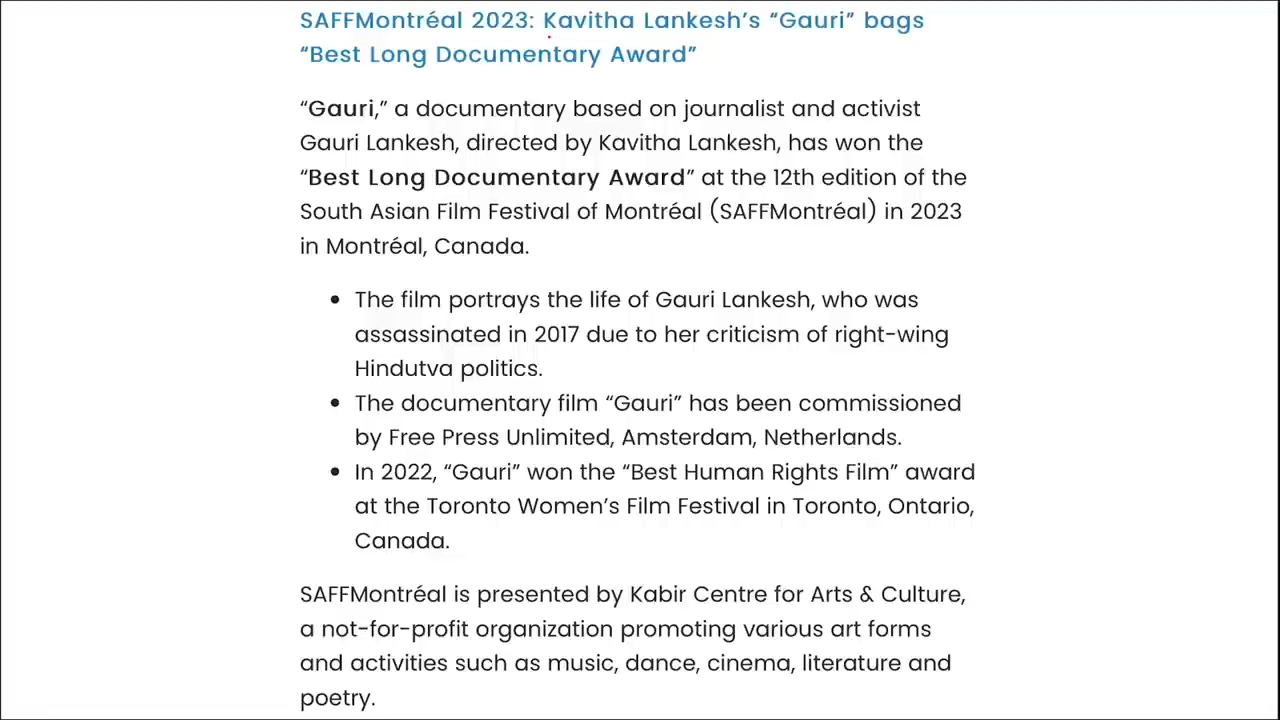 SAFFMontréal 2023: Kavitha Lankesh’s “Gauri” bags
“Best Long Documentary Award”
“Gauri,” a documentary based on journalist and activist
Gauri Lankesh, directed by Kavitha Lankesh, has won the
“Best Long Documentary Award” at the 12th edition of the
South Asian Film Festival of Montréal (SAFFMontréal) in 2023
in Montréal, Canada.
• The film portrays the life of Gauri Lankesh, who was
assassinated in 2017 due to her criticism of right-wing
Hindutva politics.
• The documentary film “Gauri” has been commissioned
by Free Press Unlimited, Amsterdam, Netherlands.
• In 2022, “Gauri” won the “Best Human Rights Film” award
at the Toronto Women’s Film Festival in Toronto, Ontario,
Canada.
SAFFMontréal is presented by Kabir Centre for Arts & Culture,
a not-for-profit organization promoting various art forms
and activities such as music, dance, cinema, literature and
poetry.